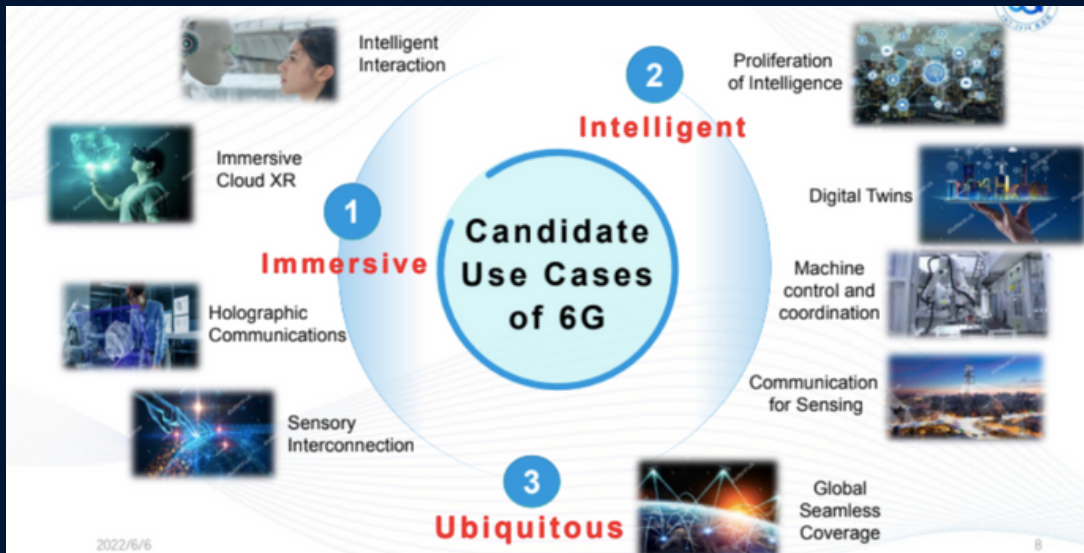 Intelligent
Interaction
Immersive
Cloud XR
Holographic
Communications
Sensory
Interconnection
1
Immersive
2
Intelligent
3
Ubiquitous
Candidate
Use Cases
of 6G
Proliferation
of Intelligence
Digital Twins
Machine
control and
coordination
Communication
for Sensing
Global
Seamless
Coverage
2022/6/6
8